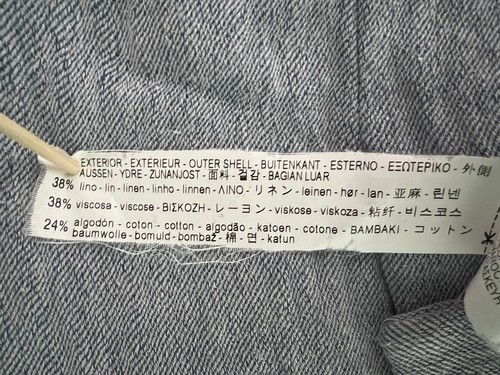 EXTERIOR - EXTÉRIEUR - OUTER SHELL - BUITENKANT - ESTERNO - ΕΞΩΤΕΡΙΚΟ - 外側
AUSSEN - YDRE - ZUNANJOST - 面料 - 겉감 - BAGIAN LUAR
38% lino - lin - linen - linho - linnen - ΛΙΝΟ - リネン - leinen - hør - lan - 亚麻 - 린넨
38% viscosa - viscose - ΒΙΣΚΟΖΗ - レーヨン - viskose - viskoza - 粘纤 - 비스코스
24% algodón - coton - cotton - algodão - katoen - cotone - ΒΑΜΒΑΚΙ - コットン
baumwolle - bomuld - bombaž - 棉 - 면 - katun